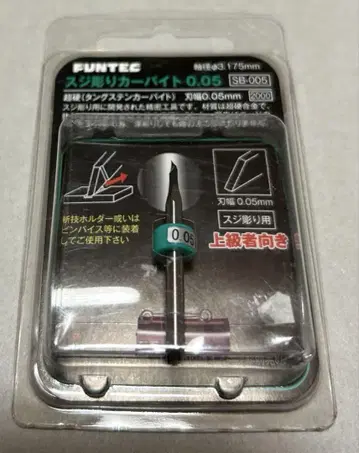 FUNTEC 軸径φ3.175mm
スジ彫りカーバイト0.05 SB-005
超硬(タングステンカーバイト) 刃幅0.05mm 2000
スジ彫り用に開発された精密工具です。材質は超硬合金で、
斬技ホルダー或いは
ピンバイス等に装着
してご使用下さい
0.05
刃幅 0.05mm
スジ彫り用
上級者向き